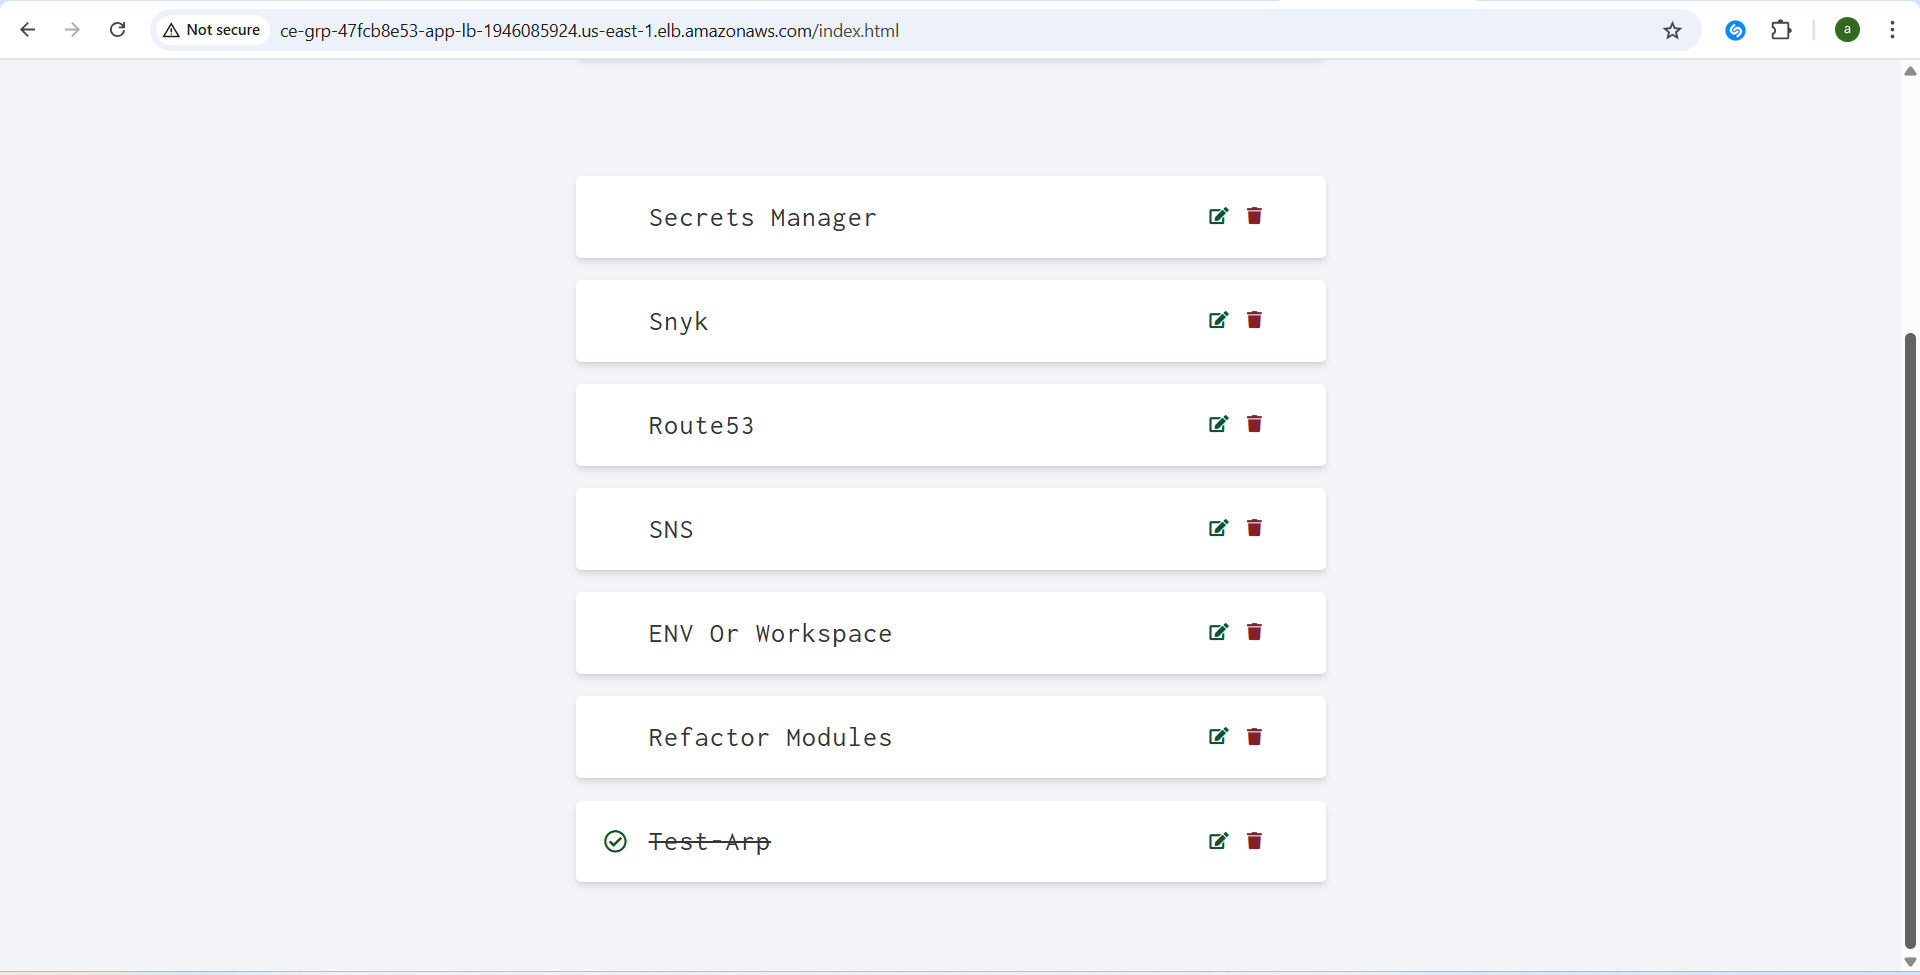 Not secure
ce-grp-47fcb8e53-app-lb-1946085924.us-east-1.elb.amazonaws.com/index.html
a
Secrets Manager
Snyk
Route53
SNS
ENV Or Workspace
Refactor Modules
Test-Arp